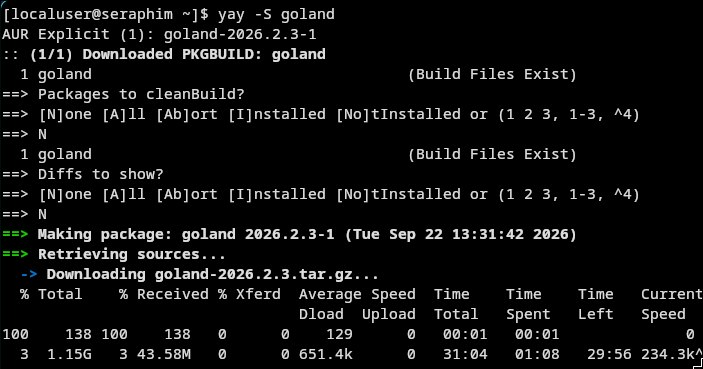 [localuser@seraphim ~]$ yay -S goland
AUR Explicit (1): goland-2026.2.3-1
:: (1/1) Downloaded PKGBUILD: goland
  1 goland                                   (Build Files Exist)
==> Packages to cleanBuild?
==> [N]one [A]ll [Ab]ort [I]nstalled [No]tInstalled or (1 2 3, 1-3, ^4)
==> N
  1 goland                                   (Build Files Exist)
==> Diffs to show?
==> [N]one [A]ll [Ab]ort [I]nstalled [No]tInstalled or (1 2 3, 1-3, ^4)
==> N
==> Making package: goland 2026.2.3-1 (Tue Sep 22 13:31:42 2026)
==> Retrieving sources...
  -> Downloading goland-2026.2.3.tar.gz...
  % Total    % Received % Xferd  Average Speed  Time    Time    Time   Current
                                 Dload  Upload  Total   Spent   Left   Speed
100    138 100    138   0      0    129      0   00:01   00:01              0
  3  1.15G   3 43.58M   0      0 651.4k      0   31:04   01:08   29:56 234.3k^